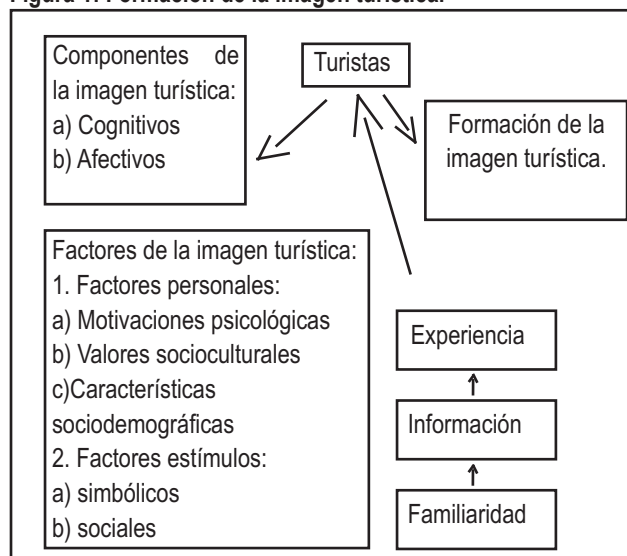 Figura 1. Formación de la imagen turística.
Componentes de
la imagen turística:
a) Cognitivos
b) Afectivos
Turistas
Formación de la
imagen turística.
Factores de la imagen turística:
1. Factores personales:
a) Motivaciones psicológicas
b) Valores socioculturales
c)Características
sociodemográficas
2. Factores estímulos:
a) simbólicos
b) sociales
Experiencia
Información
Familiaridad